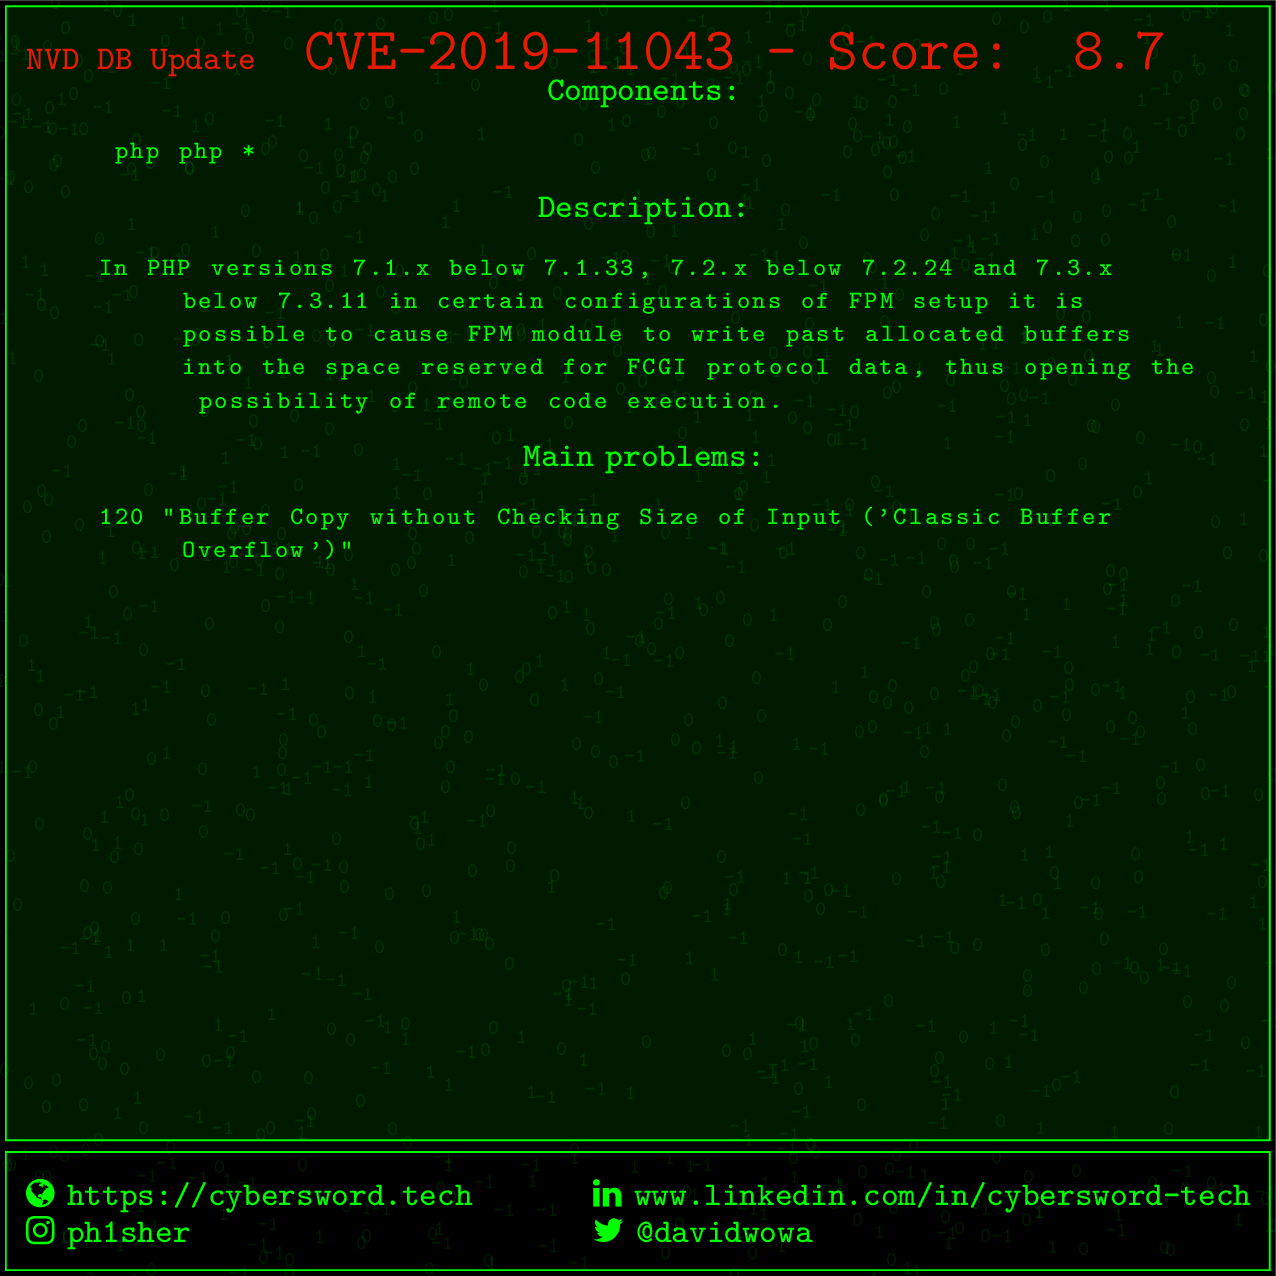 NVD DB Update CVE-2019-11043 - Score: 8.7
Components:
php php *
Description:
In PHP versions 7.1.x below 7.1.33, 7.2.x below 7.2.24 and 7.3.x
below 7.3.11 in certain configurations of FPM setup it is
possible to cause FPM module to write past allocated buffers
into the space reserved for FCGI protocol data, thus opening the
possibility of remote code execution.
Main problems:
120 "Buffer Copy without Checking Size of Input ('Classic Buffer
Overflow')"
https://cybersword.tech www.linkedin.com/in/cybersword-tech
ph1sher @davidwowa